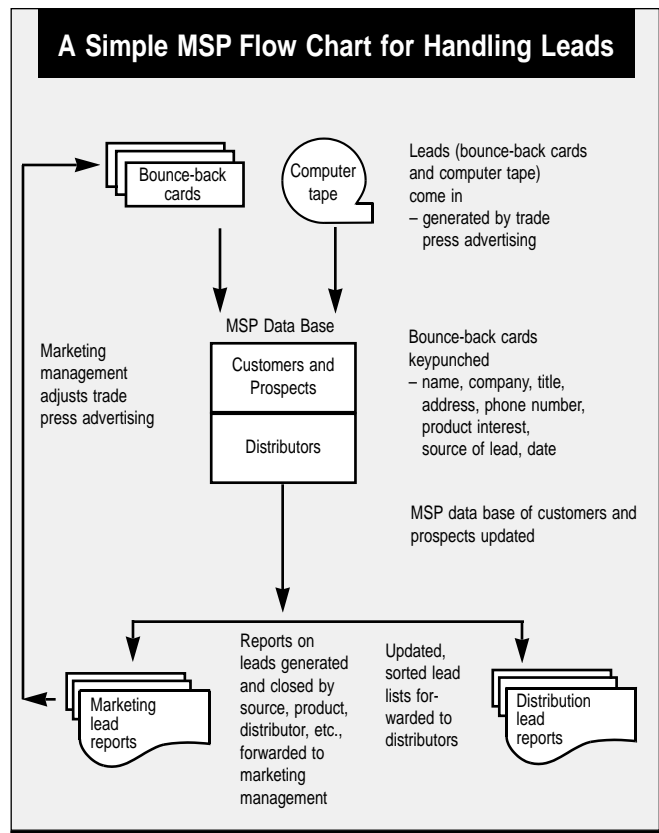 A Simple MSP Flow Chart for Handling Leads
Bounce-back
cards
Computer
tape
Leads (bounce-back cards
and computer tape)
come in
– generated by trade
press advertising
MSP Data Base
Customers and
Prospects
Distributors
Marketing
management
adjusts trade
press advertising
Bounce-back cards
keypunched
– name, company, title,
address, phone number,
product interest,
source of lead, date
MSP data base of customers and
prospects updated
Marketing
lead
reports
Reports on
leads generated
and closed by
source, product,
distributor, etc.,
forwarded to
marketing
management
Updated,
sorted lead
lists for-
warded to
distributors
Distribution
lead
reports